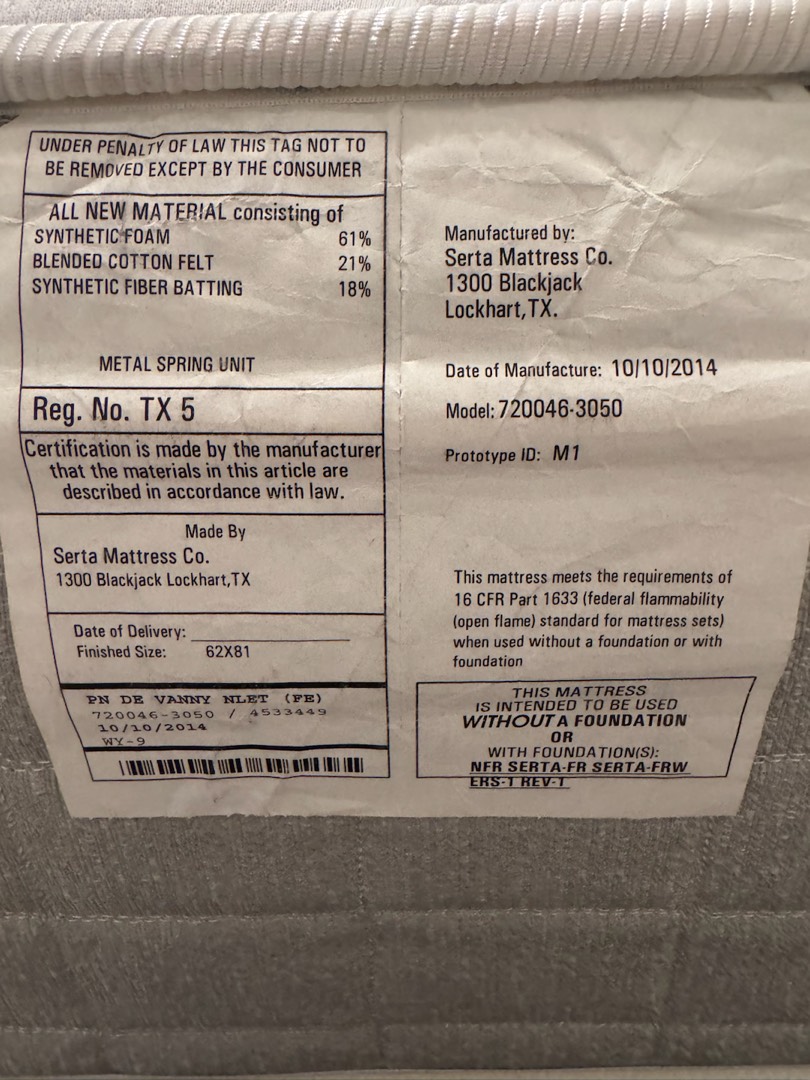 UNDER PENALTY OF LAW THIS TAG NOT TO
BE REMOVED EXCEPT BY THE CONSUMER
ALL NEW MATERIAL consisting of
SYNTHETIC FOAM 61%
BLENDED COTTON FELT 21%
SYNTHETIC FIBER BATTING 18%
METAL SPRING UNIT
Reg. No. TX 5
Certification is made by the manufacturer
that the materials in this article are
described in accordance with law.
Made By
Serta Mattress Co.
1300 Blackjack Lockhart,TX
Date of Delivery:
Finished Size: 62X81
PN DE VANNY NLET (FE)
720046-3050 / 4533449
10/10/2014
WY-9
Manufactured by:
Serta Mattress Co.
1300 Blackjack
Lockhart,TX.
Date of Manufacture: 10/10/2014
Model: 720046-3050
Prototype ID: M1
This mattress meets the requirements of
16 CFR Part 1633 (federal flammability
(open flame) standard for mattress sets)
when used without a foundation or with
foundation
THIS MATTRESS
IS INTENDED TO BE USED
WITHOUT A FOUNDATION
OR
WITH FOUNDATION(S):
NFR SERTA-FR SERTA-FRW
ERS-1 REV-1